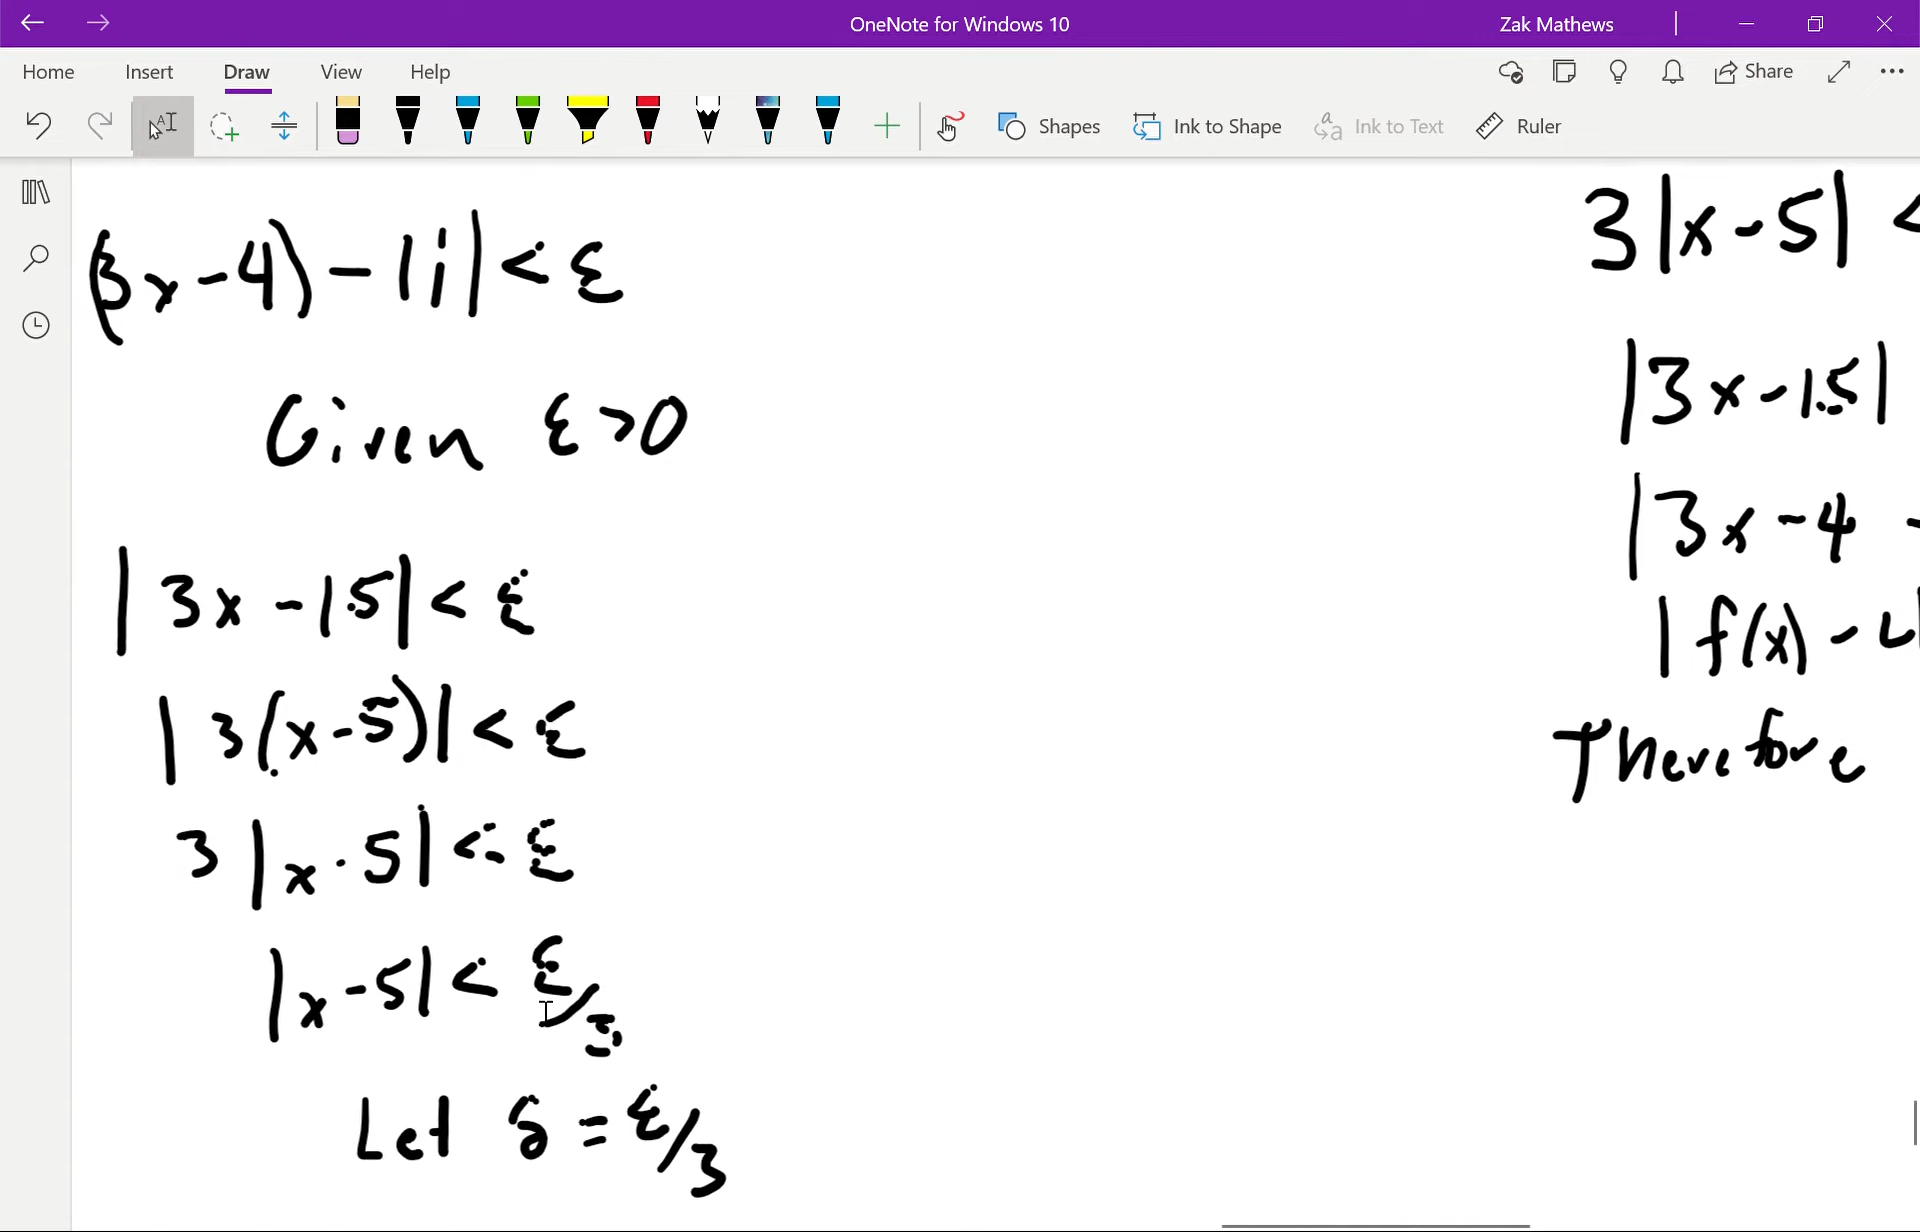 OneNote for Windows 10
Zak Mathews
Home Insert Draw View Help
Share
Shapes Ink to Shape Ink to Text Ruler
(3x-4)-11|<ε
Given ε>0
|3x-15|<ε
|3(x-5)|<ε
3|x-5|<ε
|x-5|<ε/3
Let δ=ε/3
3|x-5|<
|3x-15|
|3x-4 -
|f(x)-L|
Therefore